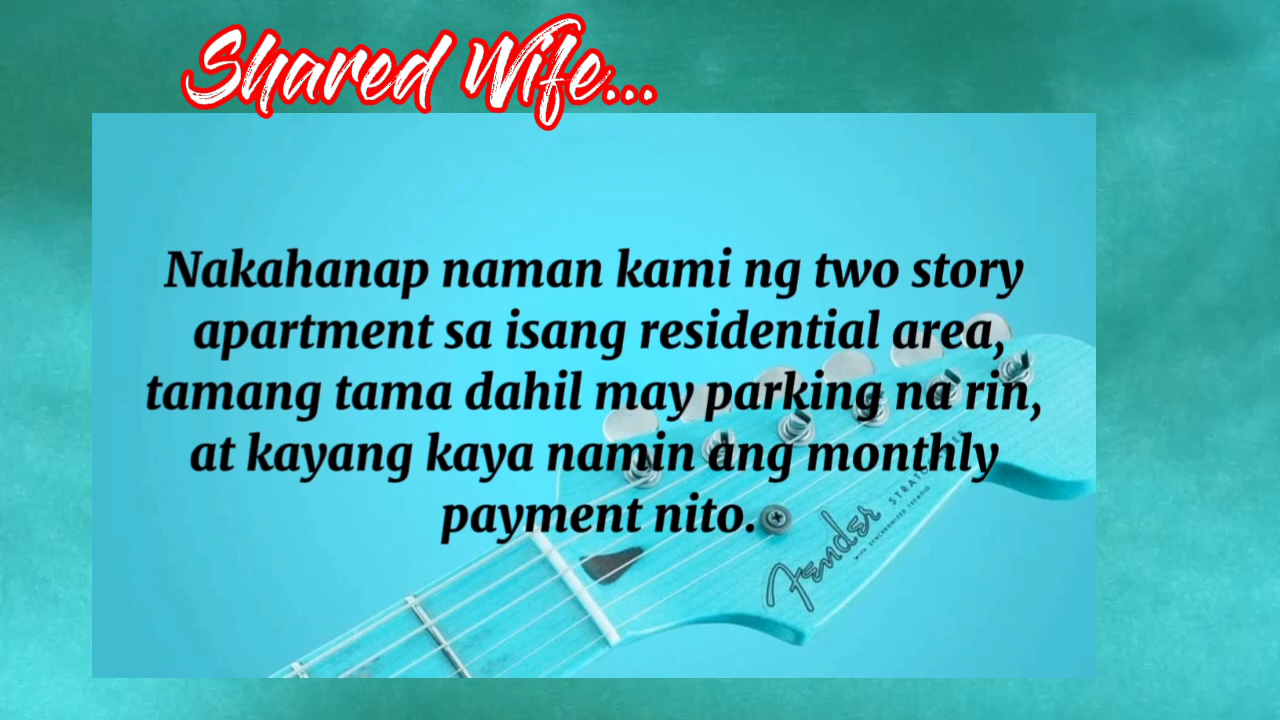 Shared Wife...
Nakahanap naman kami ng two story
apartment sa isang residential area,
tamang tama dahil may parking na rin,
at kayang kaya namin ang monthly
payment nito.
Fender
STRATOCASTER